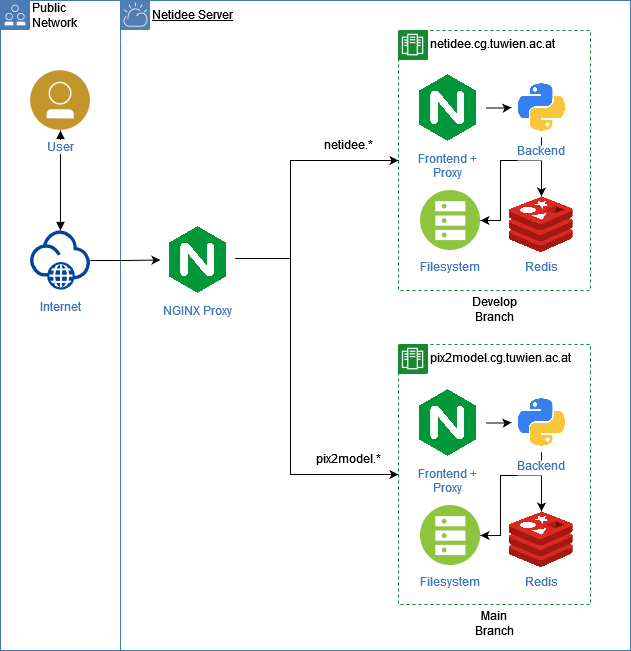 Public
Network
Netidee Server
User
Internet
NGINX Proxy
netidee.*
pix2model.*
netidee.cg.tuwien.ac.at
Frontend +
Proxy
Backend
Filesystem
Redis
Develop
Branch
pix2model.cg.tuwien.ac.at
Frontend +
Proxy
Backend
Filesystem
Redis
Main
Branch